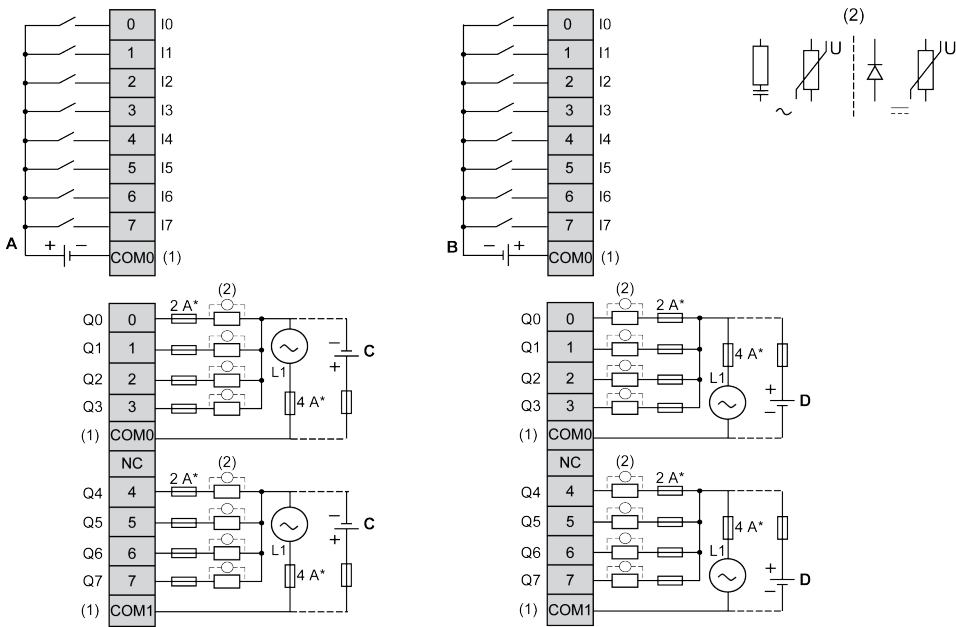 0 I0
1 I1
2 I2
3 I3
4 I4
5 I5
6 I6
7 I7
A + − COM0 (1)
0 I0
1 I1
2 I2
3 I3
4 I4
5 I5
6 I6
7 I7
B − + COM0 (1)
(2)
U U
(2)
Q0 0 2 A*
Q1 1
Q2 2
Q3 3
L1 4 A*
− + C
(1) COM0
NC
(2)
Q4 4 2 A*
Q5 5
Q6 6
Q7 7
L1 4 A*
− + C
(1) COM1
(2)
Q0 0 2 A*
Q1 1
Q2 2
Q3 3
4 A* L1
+ − D
(1) COM0
NC
(2)
Q4 4 2 A*
Q5 5
Q6 6
Q7 7
4 A* L1
+ − D
(1) COM1